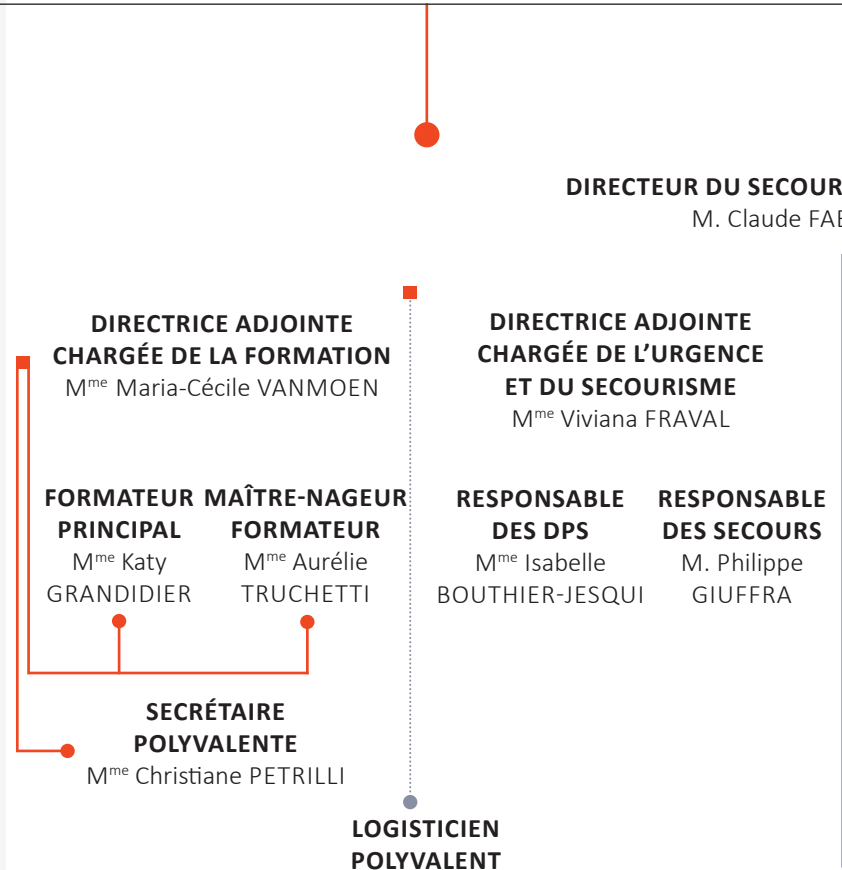 DIRECTEUR DU SECOUR
M. Claude FAB
DIRECTRICE ADJOINTE
CHARGÉE DE LA FORMATION
Mme Maria-Cécile VANMOEN
DIRECTRICE ADJOINTE
CHARGÉE DE L’URGENCE
ET DU SECOURISME
Mme Viviana FRAVAL
FORMATEUR
PRINCIPAL
Mme Katy
GRANDIDIER
MAÎTRE-NAGEUR
FORMATEUR
Mme Aurélie
TRUCHETTI
RESPONSABLE
DES DPS
Mme Isabelle
BOUTHIER-JESQUI
RESPONSABLE
DES SECOURS
M. Philippe
GIUFFRA
SECRÉTAIRE
POLYVALENTE
Mme Christiane PETRILLI
LOGISTICIEN
POLYVALENT